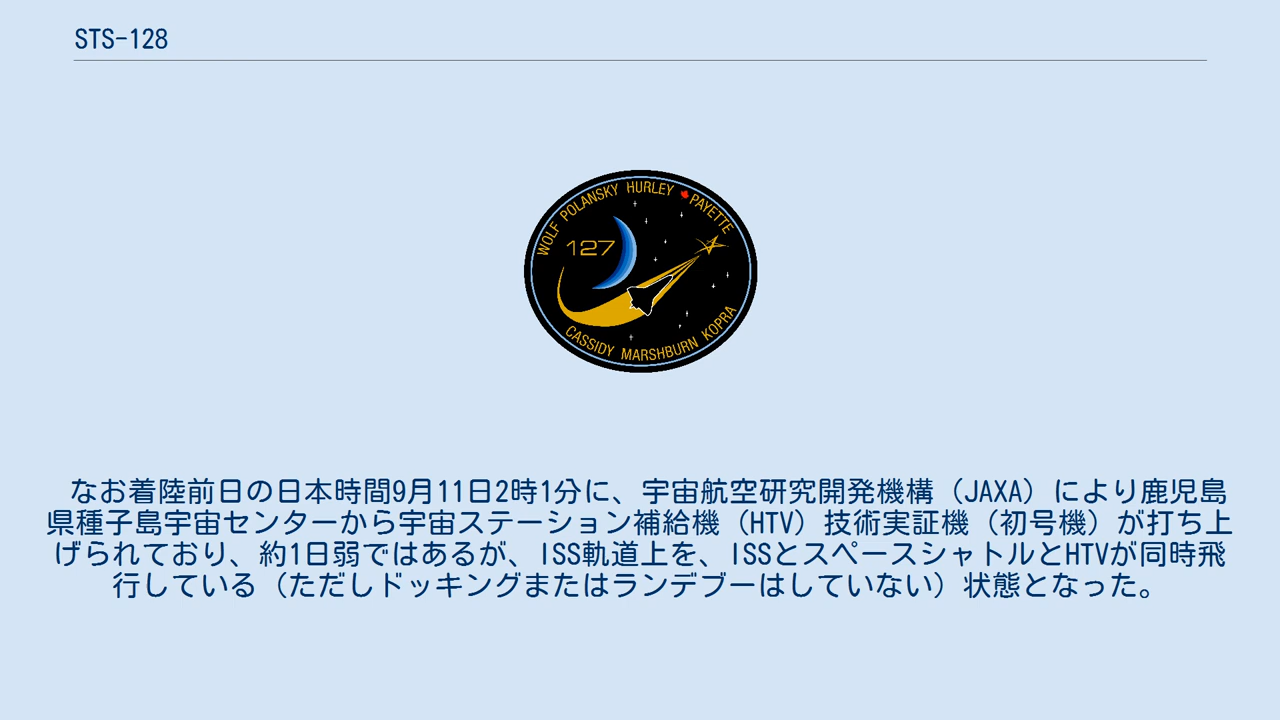 STS-128
WOLF POLANSKY HURLEY PAYETTE
127
CASSIDY MARSHBURN KOPRA
なお着陸前日の日本時間9月11日2時1分に、宇宙航空研究開発機構（JAXA）により鹿児島
県種子島宇宙センターから宇宙ステーション補給機（HTV）技術実証機（初号機）が打ち上
げられており、約1日弱ではあるが、ISS軌道上を、ISSとスペースシャトルとHTVが同時飛
行している（ただしドッキングまたはランデブーはしていない）状態となった。